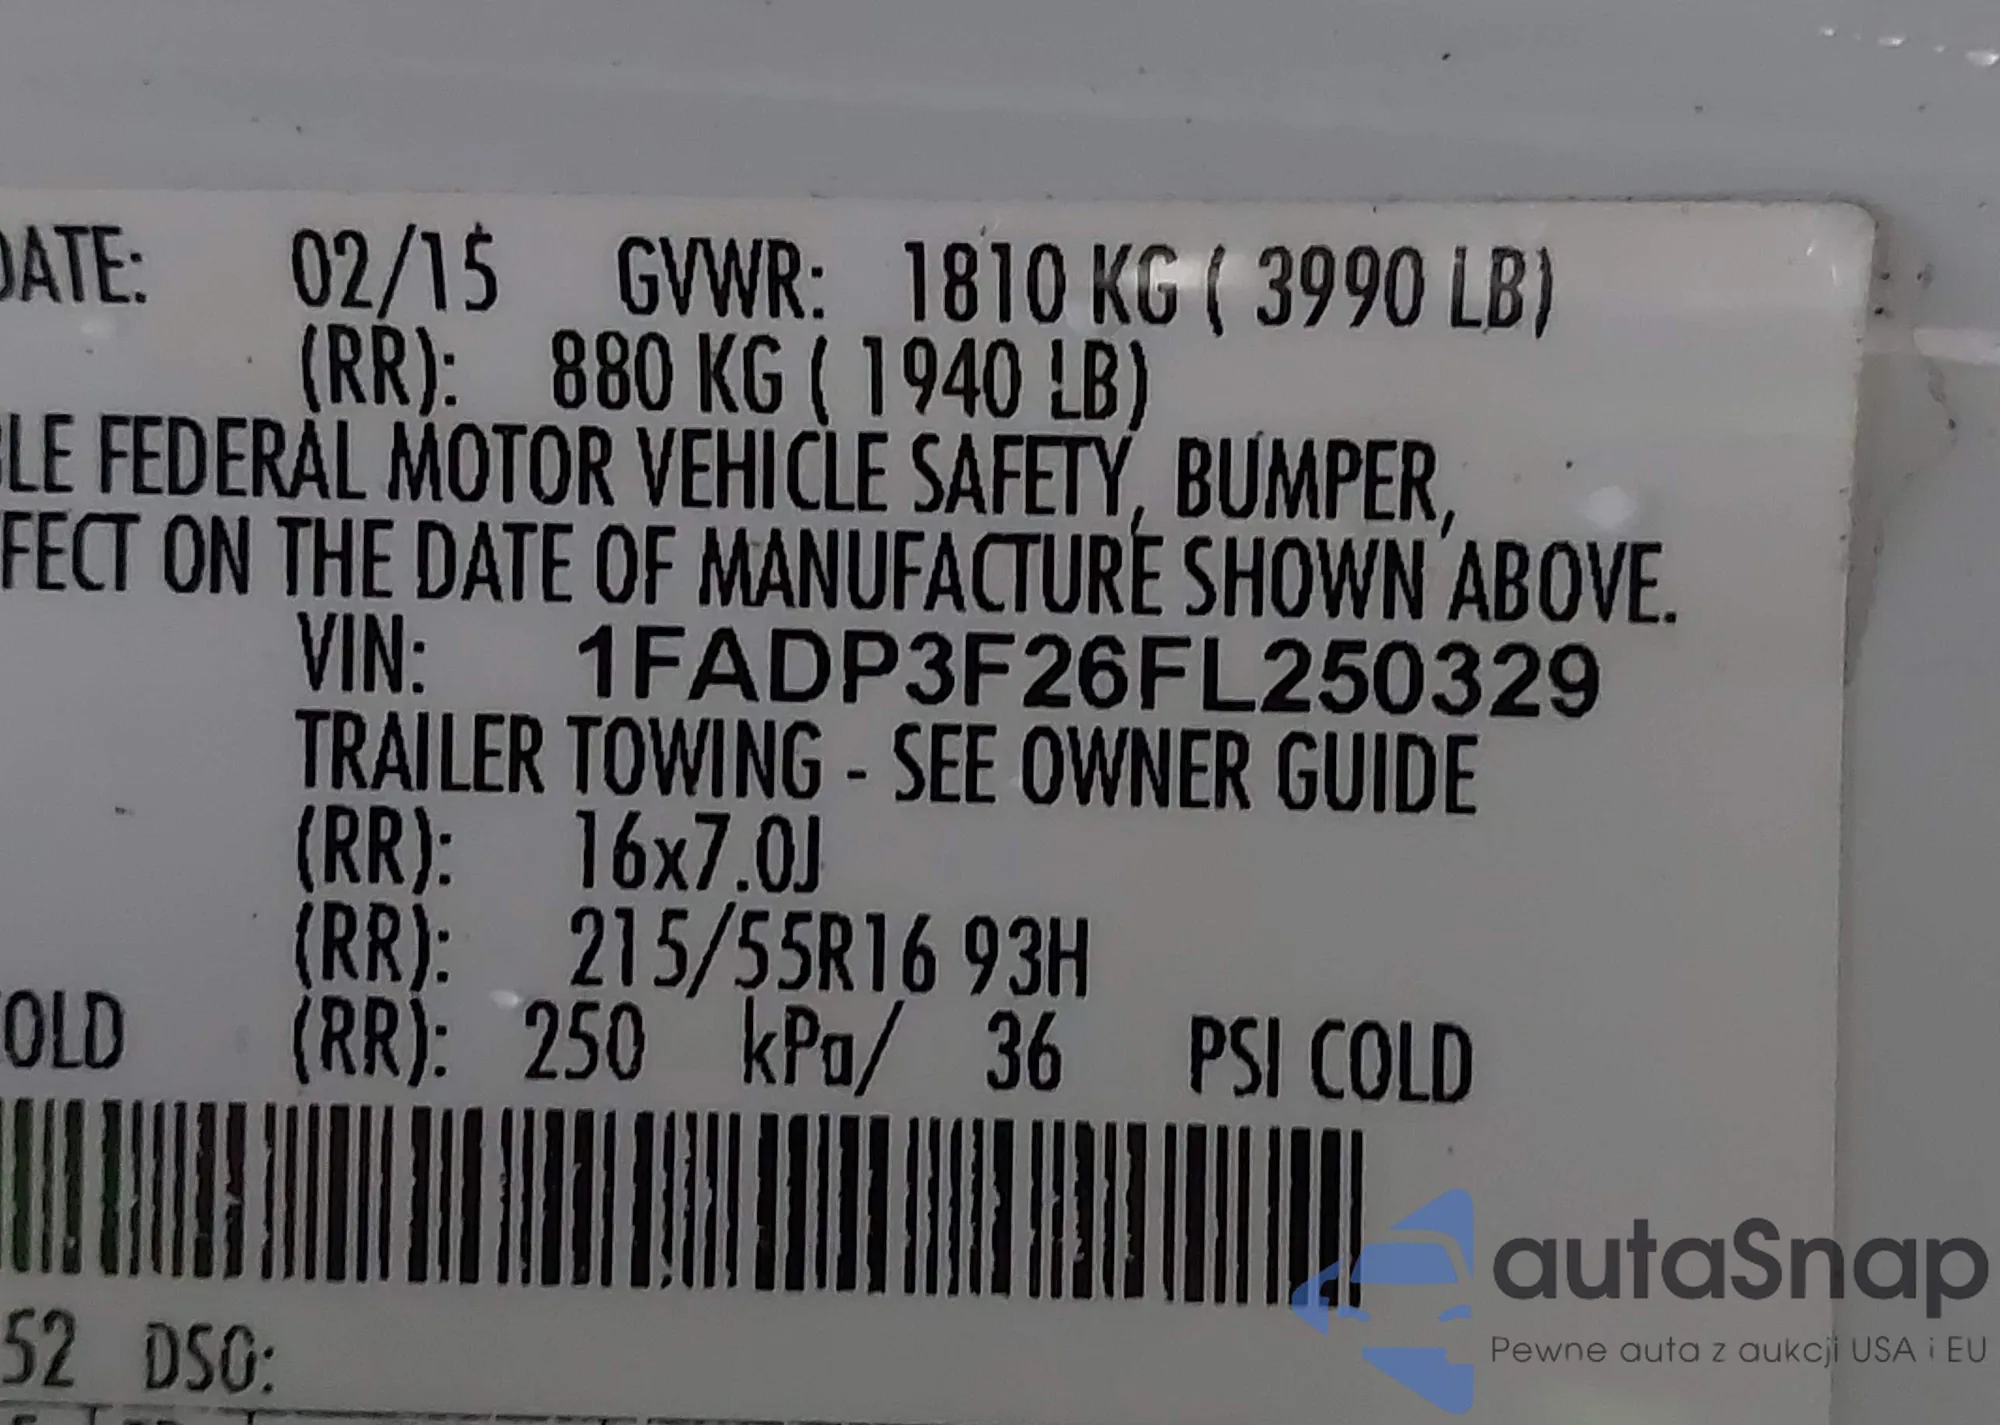 DATE: 02/15 GVWR: 1810 KG ( 3990 LB)
(RR): 880 KG ( 1940 LB)
LE FEDERAL MOTOR VEHICLE SAFETY, BUMPER,
FECT ON THE DATE OF MANUFACTURE SHOWN ABOVE.
VIN: 1FADP3F26FL250329
TRAILER TOWING - SEE OWNER GUIDE
(RR): 16x7.0J
(RR): 215/55R16 93H
OLD (RR): 250 kPa/ 36 PSI COLD
52 DSO:
autaSnap
Pewne auta z aukcji USA i EU